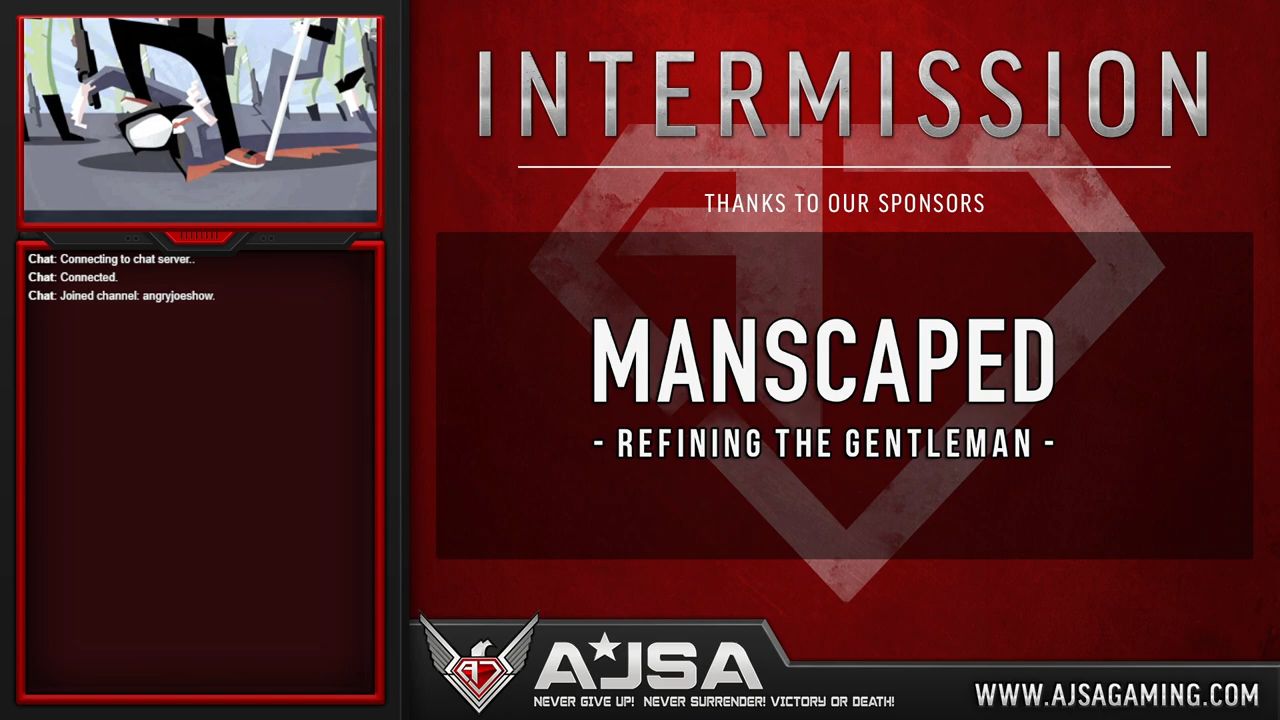 INTERMISSION
THANKS TO OUR SPONSORS
MANSCAPED
- REFINING THE GENTLEMAN -
Chat: Connecting to chat server..
Chat: Connected.
Chat: Joined channel: angryjoeshow.
A★JSA
NEVER GIVE UP! NEVER SURRENDER! VICTORY OR DEATH!
WWW.AJSAGAMING.COM